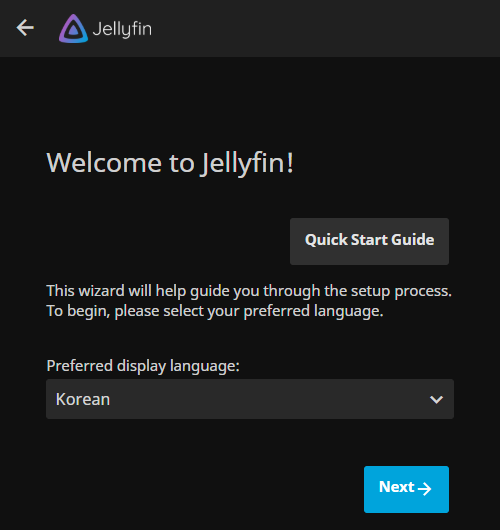 Jellyfin
Welcome to Jellyfin!
Quick Start Guide
This wizard will help guide you through the setup process.
To begin, please select your preferred language.
Preferred display language:
Korean
Next